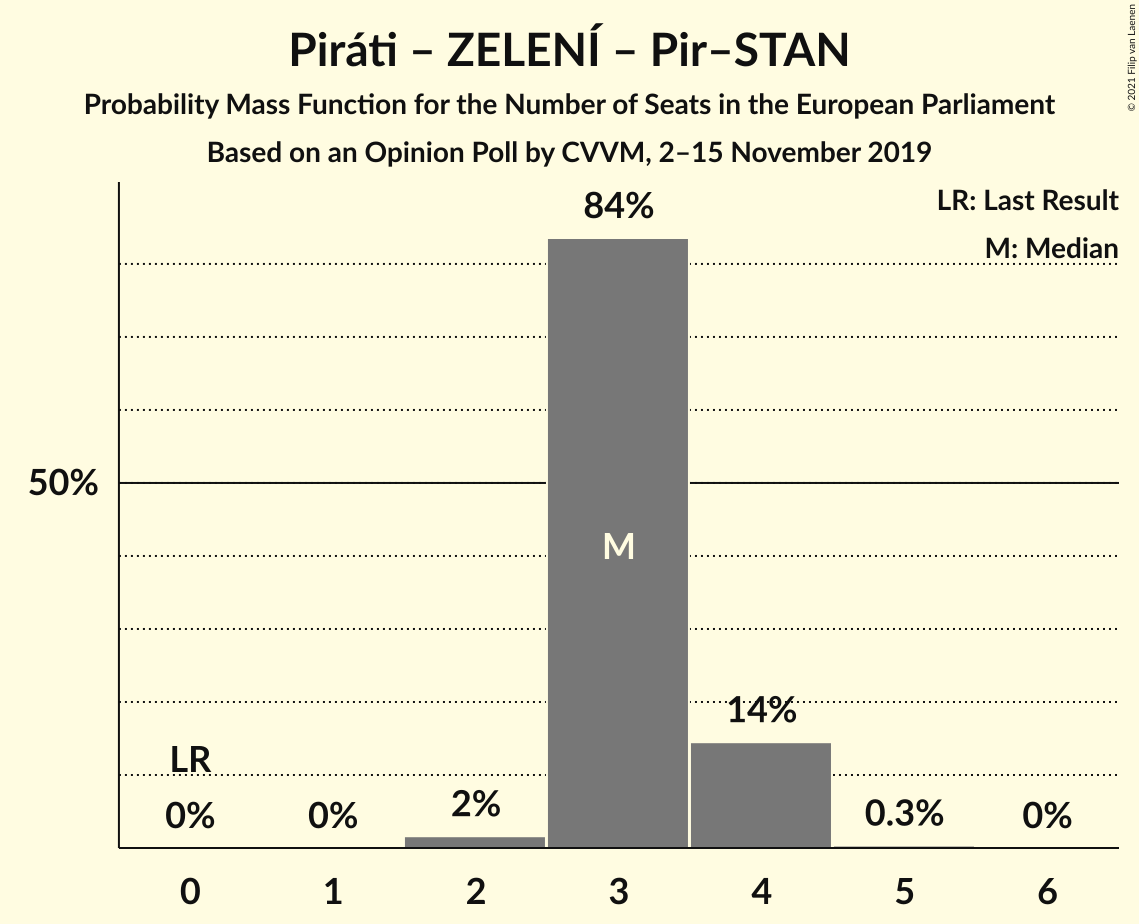 Piráti – ZELENÍ – Pir–STAN
Probability Mass Function for the Number of Seats in the European Parliament
Based on an Opinion Poll by CVVM, 2–15 November 2019
© 2021 Filip van Laenen
LR: Last Result
M: Median
84%
50%
M
14%
LR
0%
0%
2%
0.3%
0%
0
1
2
3
4
5
6